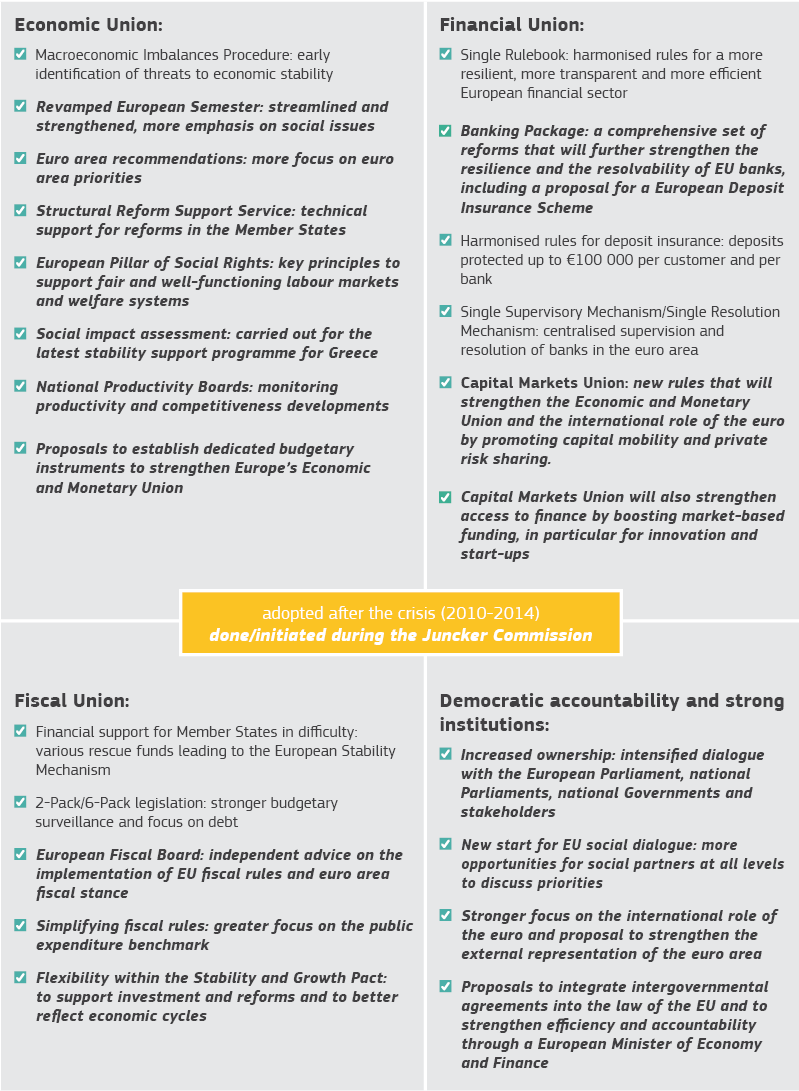 Economic Union:
Macroeconomic Imbalances Procedure: early
identification of threats to economic stability
Revamped European Semester: streamlined and
strengthened, more emphasis on social issues
Euro area recommendations: more focus on euro
area priorities
Structural Reform Support Service: technical
support for reforms in the Member States
European Pillar of Social Rights: key principles to
support fair and well-functioning labour markets
and welfare systems
Social impact assessment: carried out for the
latest stability support programme for Greece
National Productivity Boards: monitoring
productivity and competitiveness developments
Proposals to establish dedicated budgetary
instruments to strengthen Europe's Economic
and Monetary Union
Financial Union:
Single Rulebook: harmonised rules for a more
resilient, more transparent and more efficient
European financial sector
Banking Package: a comprehensive set of
reforms that will further strengthen the
resilience and the resolvability of EU banks,
including a proposal for a European Deposit
Insurance Scheme
Harmonised rules for deposit insurance: deposits
protected up to €100 000 per customer and per
bank
Single Supervisory Mechanism/Single Resolution
Mechanism: centralised supervision and
resolution of banks in the euro area
Capital Markets Union: new rules that will
strengthen the Economic and Monetary
Union and the international role of the euro
by promoting capital mobility and private
risk sharing.
Capital Markets Union will also strengthen
access to finance by boosting market-based
funding, in particular for innovation and
start-ups
adopted after the crisis (2010-2014)
done/initiated during the Juncker Commission
Fiscal Union:
Financial support for Member States in difficulty:
various rescue funds leading to the European Stability
Mechanism
2-Pack/6-Pack legislation: stronger budgetary
surveillance and focus on debt
European Fiscal Board: independent advice on the
implementation of EU fiscal rules and euro area
fiscal stance
Simplifying fiscal rules: greater focus on the public
expenditure benchmark
Flexibility within the Stability and Growth Pact:
to support investment and reforms and to better
reflect economic cycles
Democratic accountability and strong
institutions:
Increased ownership: intensified dialogue
with the European Parliament, national
Parliaments, national Governments and
stakeholders
New start for EU social dialogue: more
opportunities for social partners at all levels
to discuss priorities
Stronger focus on the international role of
the euro and proposal to strengthen the
external representation of the euro area
Proposals to integrate intergovernmental
agreements into the law of the EU and to
strengthen efficiency and accountability
through a European Minister of Economy
and Finance